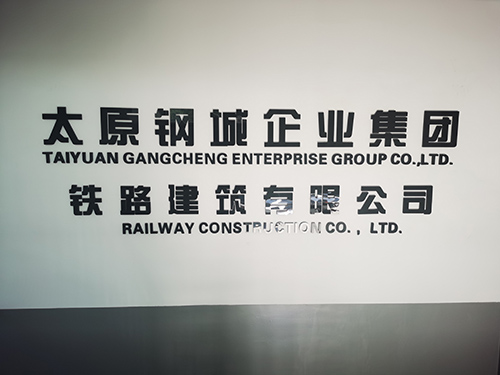 太原钢城企业集团
TAIYUAN GANGCHENG ENTERPRISE GROUP CO.,LTD.
铁路建筑有限公司
RAILWAY CONSTRUCTION CO. , LTD.